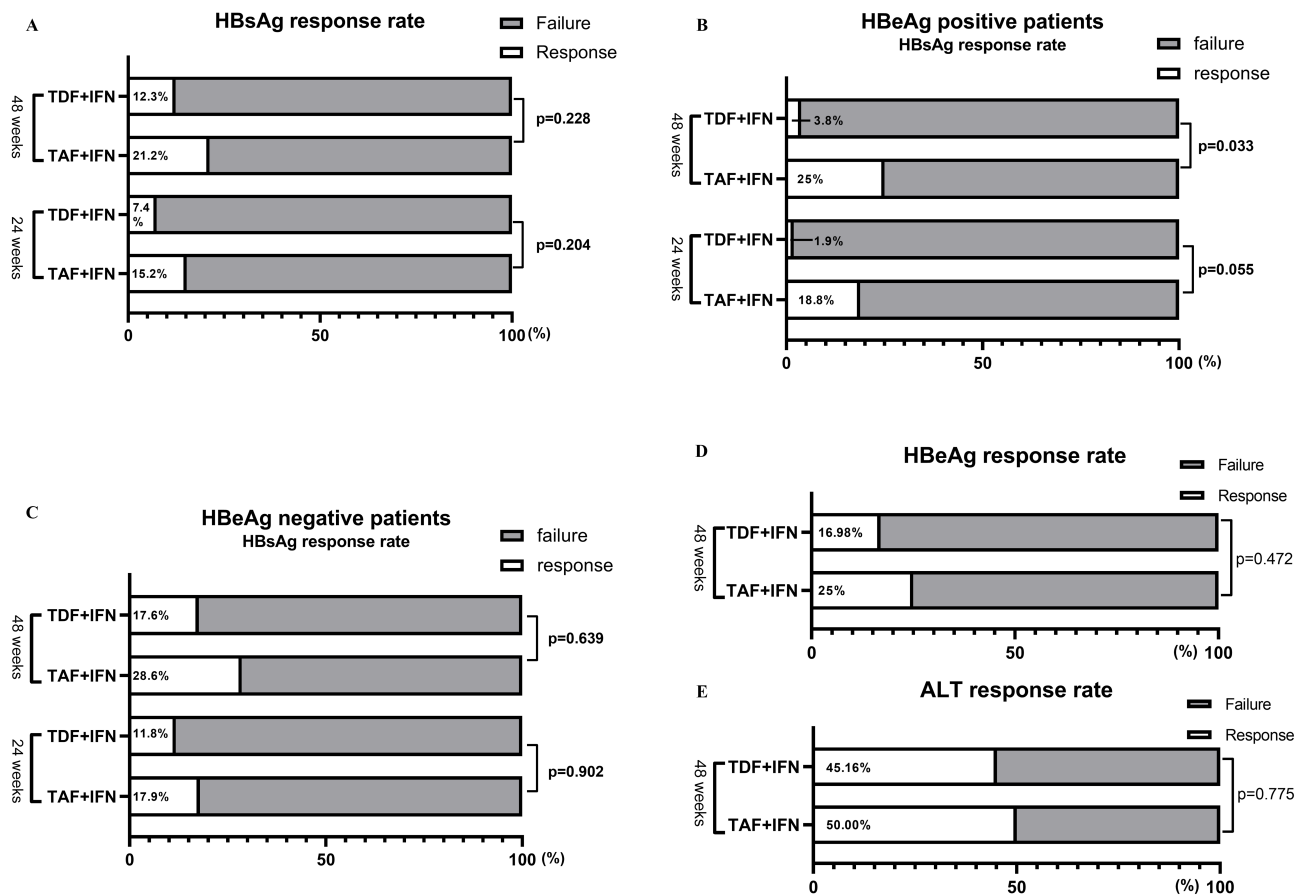 A
HBsAg response rate
Failure
Response
48 weeks
TDF+IFN
12.3%
TAF+IFN
21.2%
p=0.228
24 weeks
TDF+IFN
7.4
%
TAF+IFN
15.2%
p=0.204
0
50
100
(%)
B
HBeAg positive patients
HBsAg response rate
failure
response
48 weeks
TDF+IFN
3.8%
TAF+IFN
25%
p=0.033
24 weeks
TDF+IFN
1.9%
TAF+IFN
18.8%
p=0.055
0
50
100
(%)
C
HBeAg negative patients
HBsAg response rate
failure
response
48 weeks
TDF+IFN
17.6%
TAF+IFN
28.6%
p=0.639
24 weeks
TDF+IFN
11.8%
TAF+IFN
17.9%
p=0.902
0
50
100
(%)
D
HBeAg response rate
Failure
Response
48 weeks
TDF+IFN
16.98%
TAF+IFN
25%
p=0.472
0
50
(%)
100
E
ALT response rate
Failure
Response
48 weeks
TDF+IFN
45.16%
TAF+IFN
50.00%
p=0.775
0
50
(%)
100